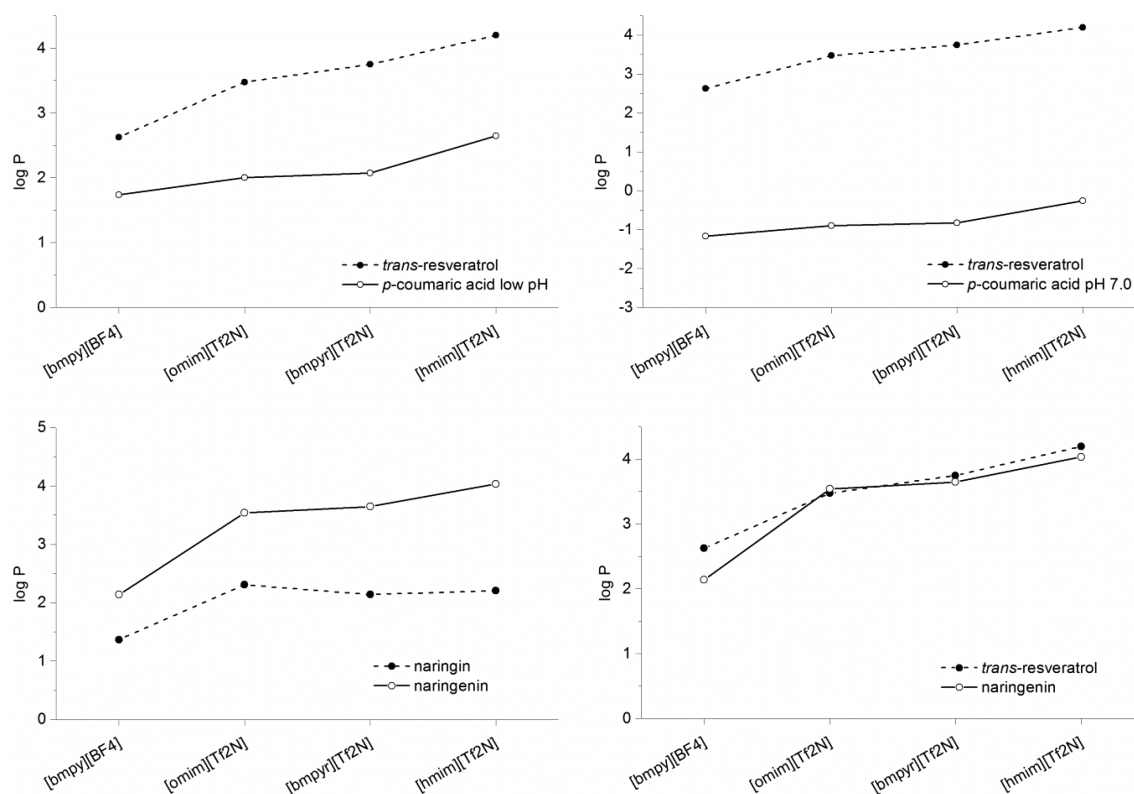 4
3
2
1
0
log P
trans-resveratrol
p-coumaric acid low pH
[bmpy][BF4]
[omim][Tf2N]
[bmpyr][Tf2N]
[hmim][Tf2N]
4
3
2
1
0
-1
-2
-3
log P
trans-resveratrol
p-coumaric acid pH 7.0
[bmpy][BF4]
[omim][Tf2N]
[bmpyr][Tf2N]
[hmim][Tf2N]
5
4
3
2
1
0
log P
naringin
naringenin
[bmpy][BF4]
[omim][Tf2N]
[bmpyr][Tf2N]
[hmim][Tf2N]
4
3
2
1
0
log P
trans-resveratrol
naringenin
[bmpy][BF4]
[omim][Tf2N]
[bmpyr][Tf2N]
[hmim][Tf2N]